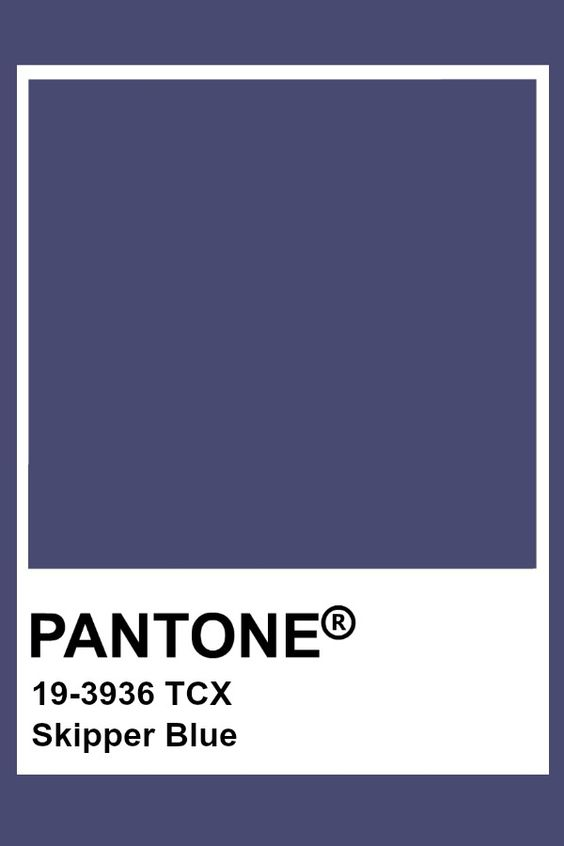 PANTONE®
19-3936 TCX
Skipper Blue